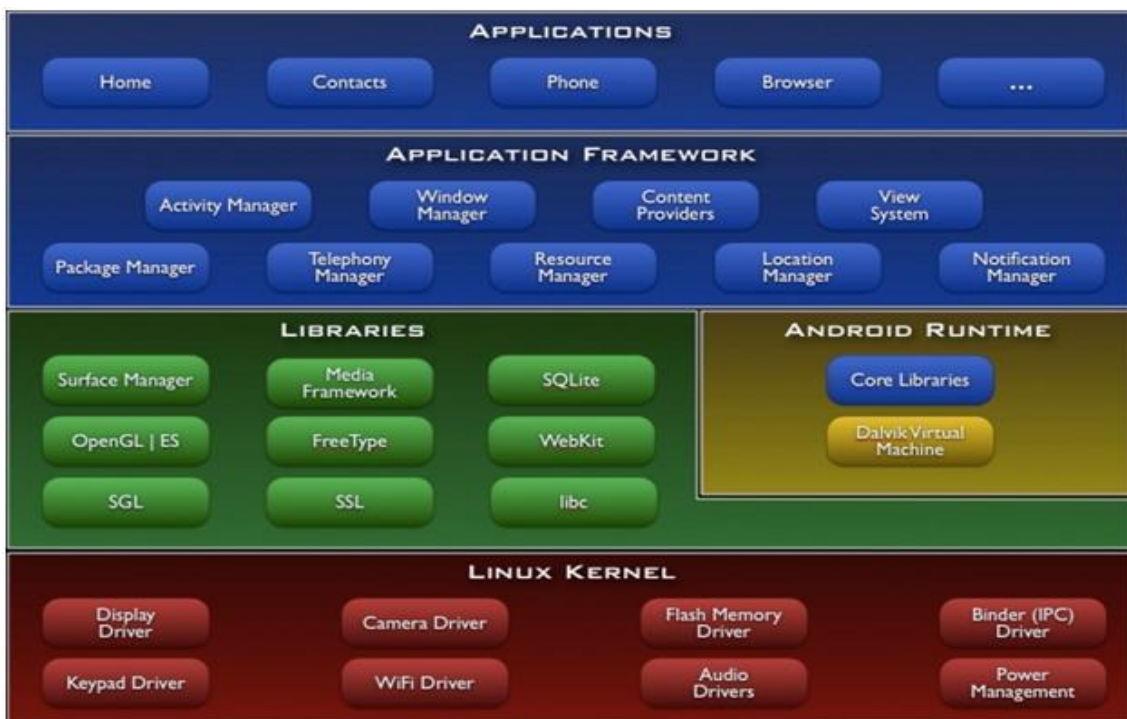 APPLICATIONS
Home
Contacts
Phone
Browser
...
APPLICATION FRAMEWORK
Activity Manager
Window
Manager
Content
Providers
View
System
Package Manager
Telephony
Manager
Resource
Manager
Location
Manager
Notification
Manager
LIBRARIES
Surface Manager
Media
Framework
SQLite
OpenGL | ES
FreeType
WebKit
SGL
SSL
libc
ANDROID RUNTIME
Core Libraries
Dalvik Virtual
Machine
LINUX KERNEL
Display
Driver
Camera Driver
Flash Memory
Driver
Binder (IPC)
Driver
Keypad Driver
WiFi Driver
Audio
Drivers
Power
Management